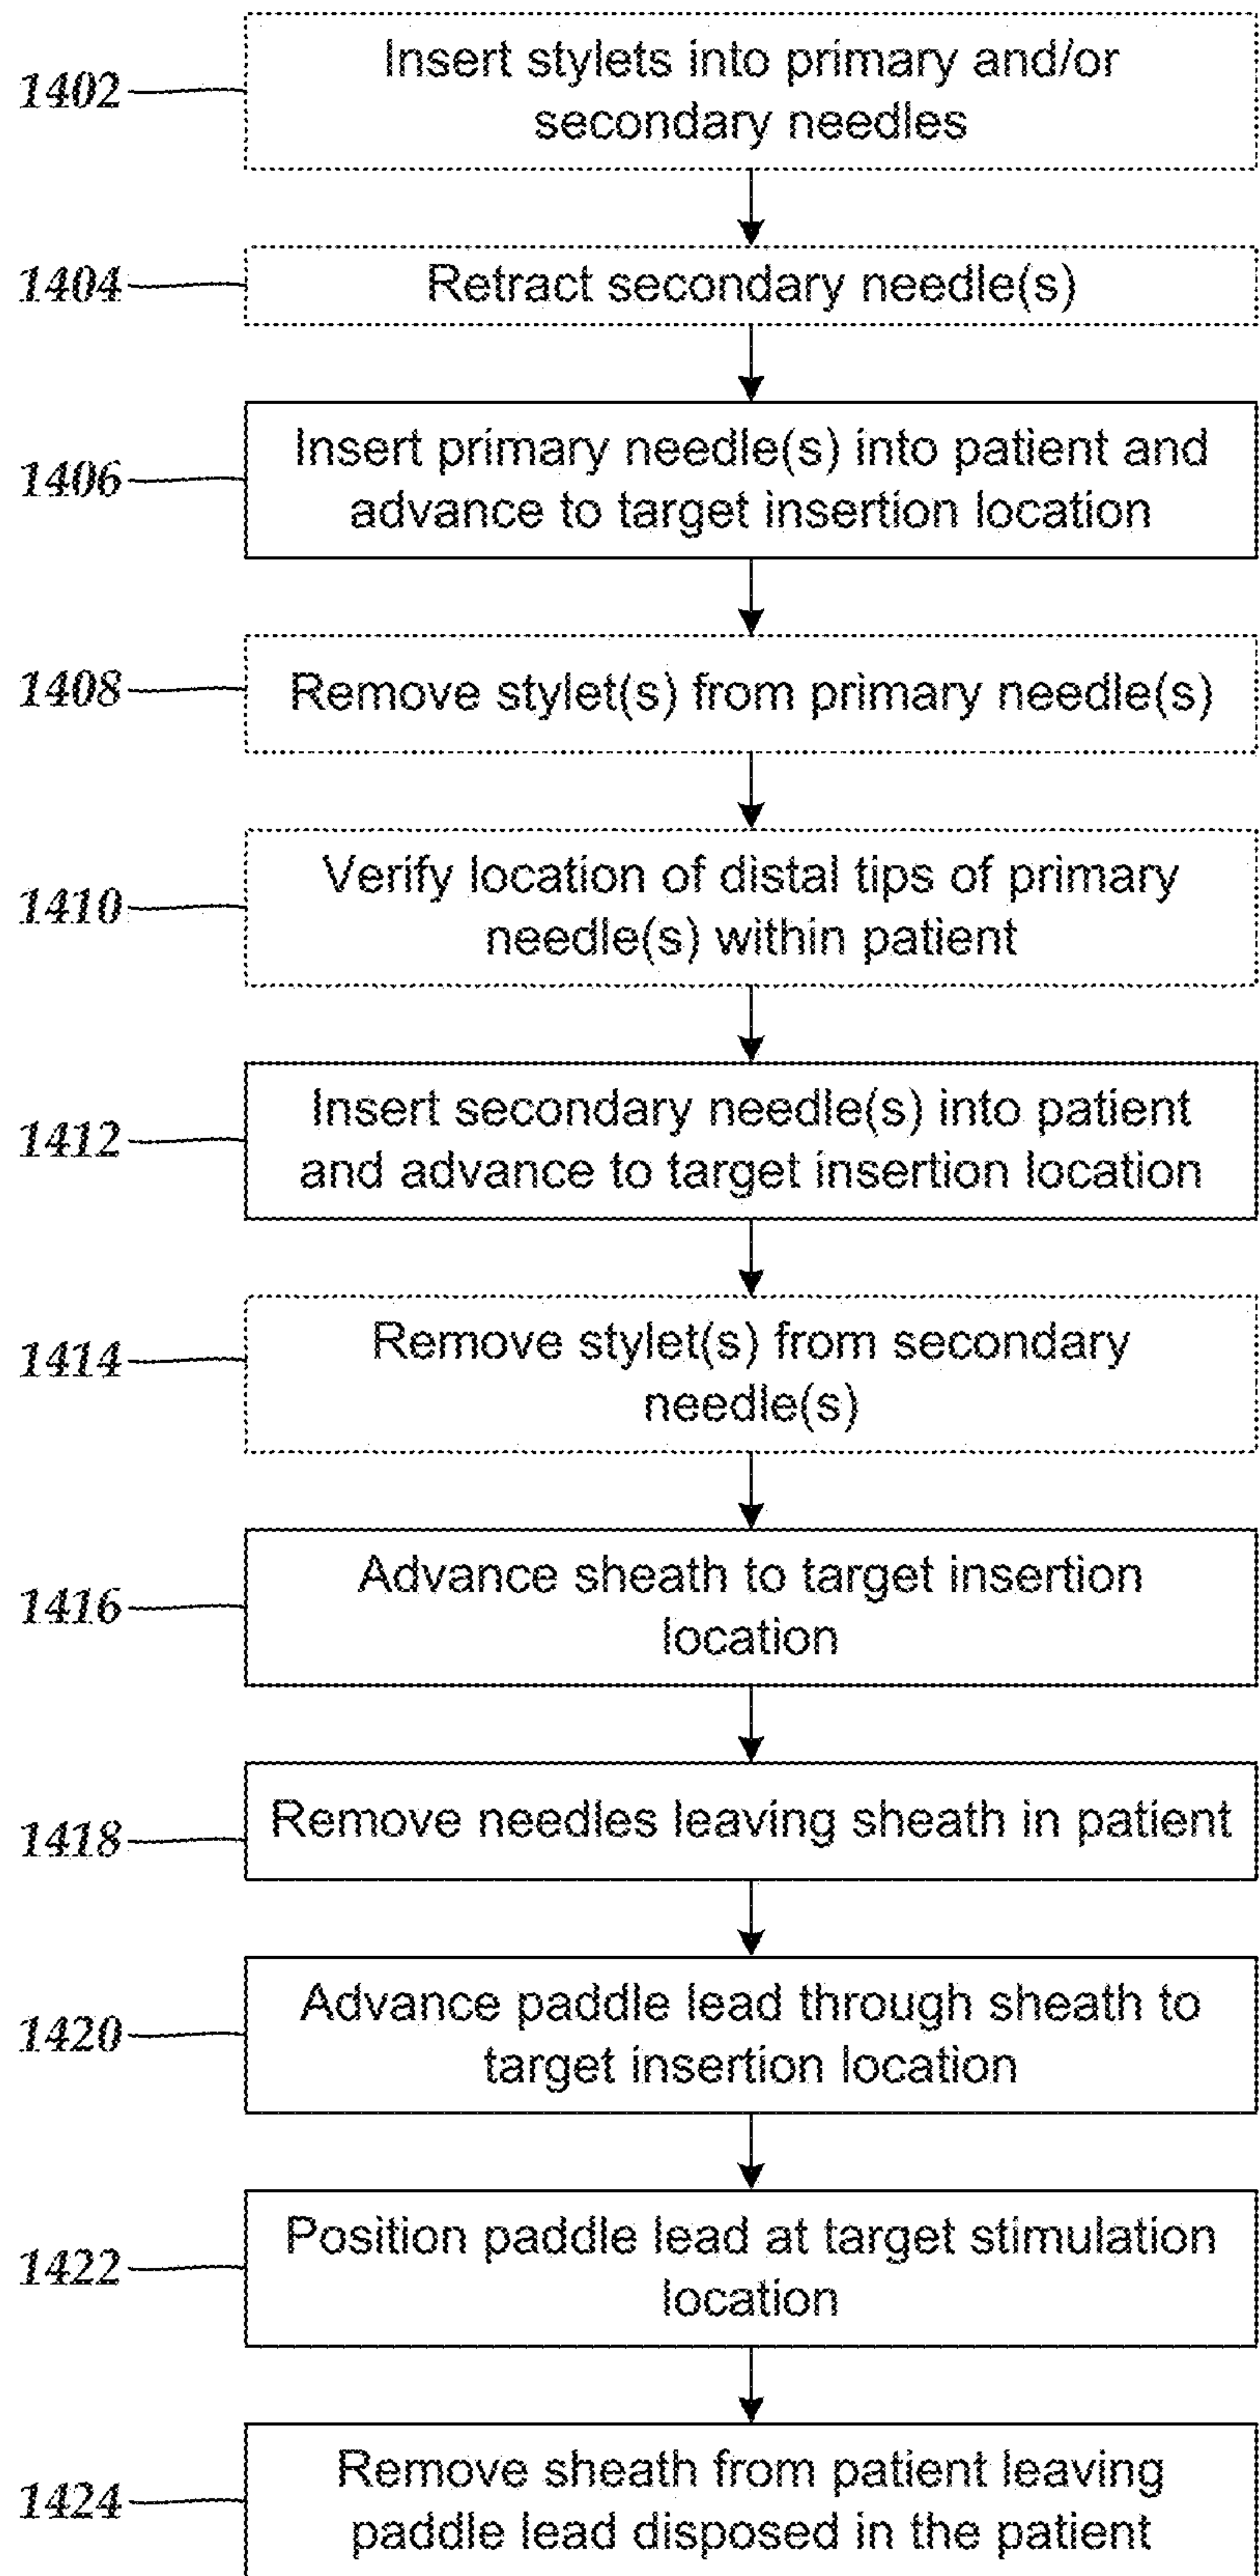 1402
Insert stylets into primary and/or
secondary needles
1404
Retract secondary needle(s)
1406
Insert primary needle(s) into patient and
advance to target insertion location
1408
Remove stylet(s) from primary needle(s)
1410
Verify location of distal tips of primary
needle(s) within patient
1412
Insert secondary needle(s) into patient
and advance to target insertion location
1414
Remove stylet(s) from secondary
needle(s)
1416
Advance sheath to target insertion
location
1418
Remove needles leaving sheath in patient
1420
Advance paddle lead through sheath to
target insertion location
1422
Position paddle lead at target stimulation
location
1424
Remove sheath from patient leaving
paddle lead disposed in the patient